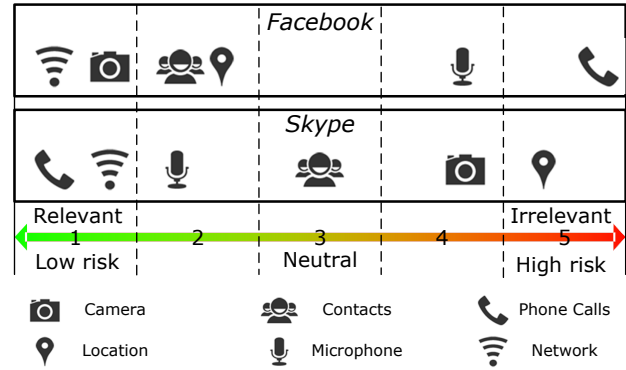 Facebook
Skype
Relevant Irrelevant
1 2 3 4 5
Low risk Neutral High risk
Camera Contacts Phone Calls
Location Microphone Network